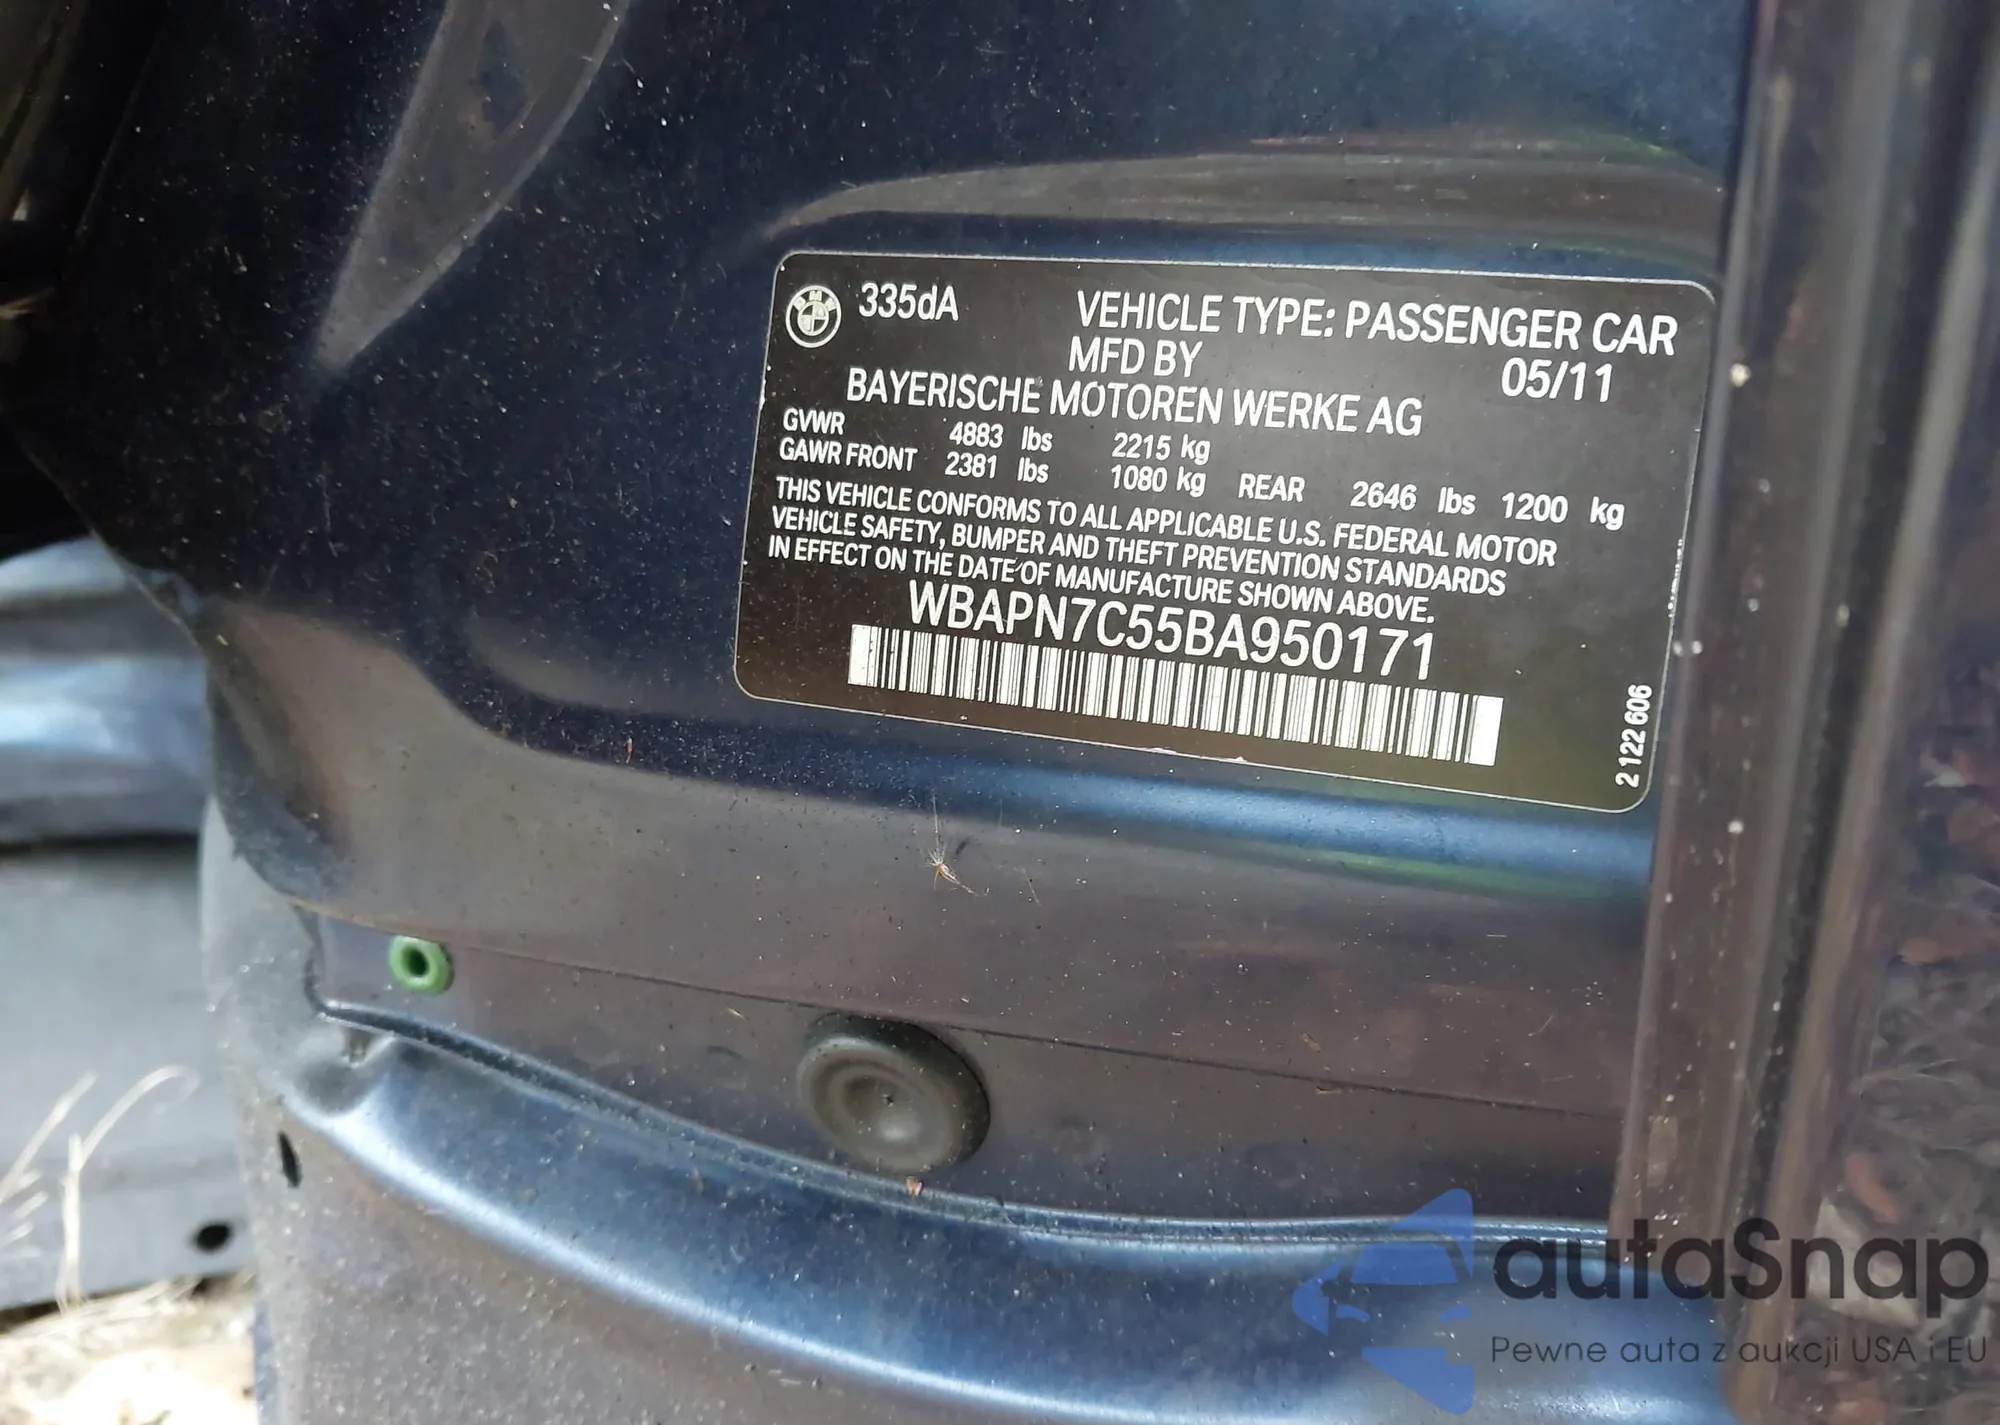 BMW
335dA
VEHICLE TYPE: PASSENGER CAR
MFD BY
05/11
BAYERISCHE MOTOREN WERKE AG
GVWR 4883 lbs 2215 kg
GAWR FRONT 2381 lbs 1080 kg REAR 2646 lbs 1200 kg
THIS VEHICLE CONFORMS TO ALL APPLICABLE U.S. FEDERAL MOTOR
VEHICLE SAFETY, BUMPER AND THEFT PREVENTION STANDARDS
IN EFFECT ON THE DATE OF MANUFACTURE SHOWN ABOVE.
WBAPN7C55BA950171
2122 606
autaSnap
Pewne auta z aukcji USA i EU